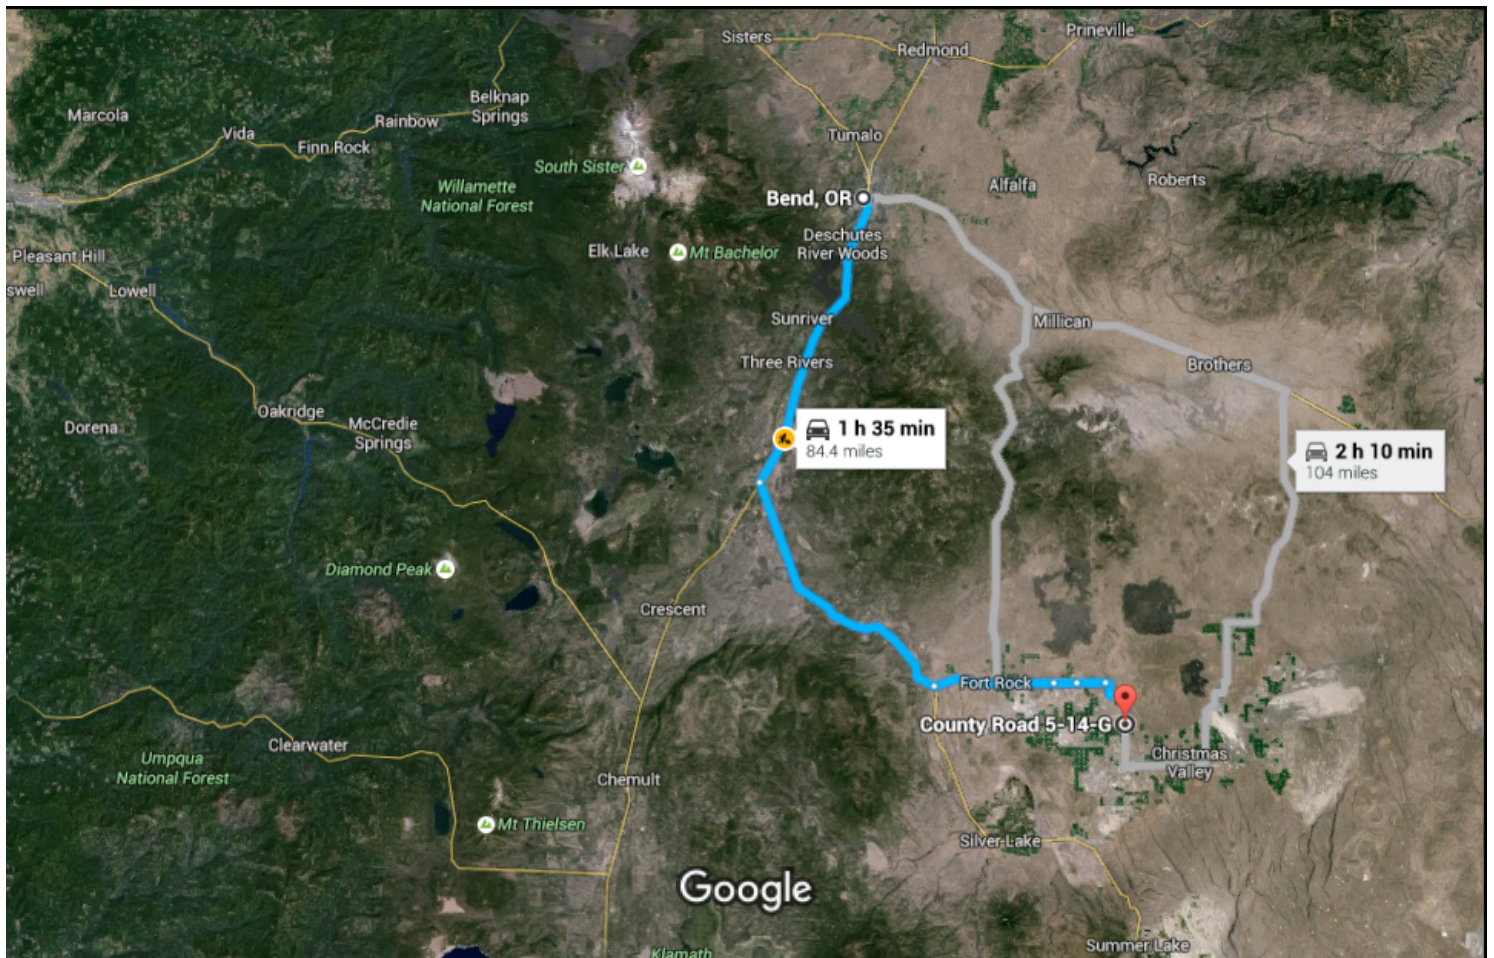 Sisters
Redmond
Prineville
Marcola
Belknap
Springs
Rainbow
Vida
Finn Rock
Tumalo
South Sister
Willamette
National Forest
Alfalfa
Roberts
Bend, OR
Deschutes
River Woods
Elk Lake
Mt Bachelor
Pleasant Hill
swell
Lowell
Sunriver
Millican
Three Rivers
Brothers
Oakridge
McCredie
Springs
Dorena
1 h 35 min
84.4 miles
2 h 10 min
104 miles
Diamond Peak
Crescent
Fort Rock
County Road 5-14-G
Clearwater
Umpqua
National Forest
Christmas
Valley
Chemult
Mt Thielsen
Silver Lake
Google
Summer Lake
Klamath